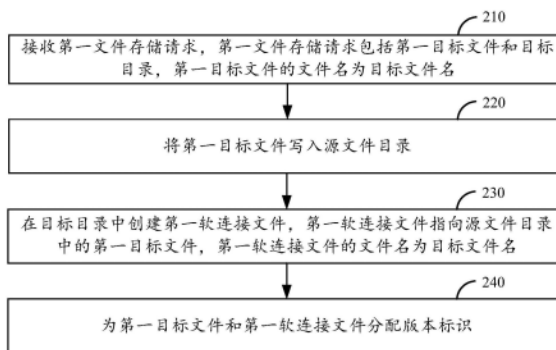 210
接收第一文件存储请求，第一文件存储请求包括第一目标文件和目标
目录，第一目标文件的文件名为目标文件名
220
将第一目标文件写入源文件目录
230
在目标目录中创建第一软连接文件，第一软连接文件指向源文件目录
中的第一目标文件，第一软连接文件的文件名为目标文件名
240
为第一目标文件和第一软连接文件分配版本标识